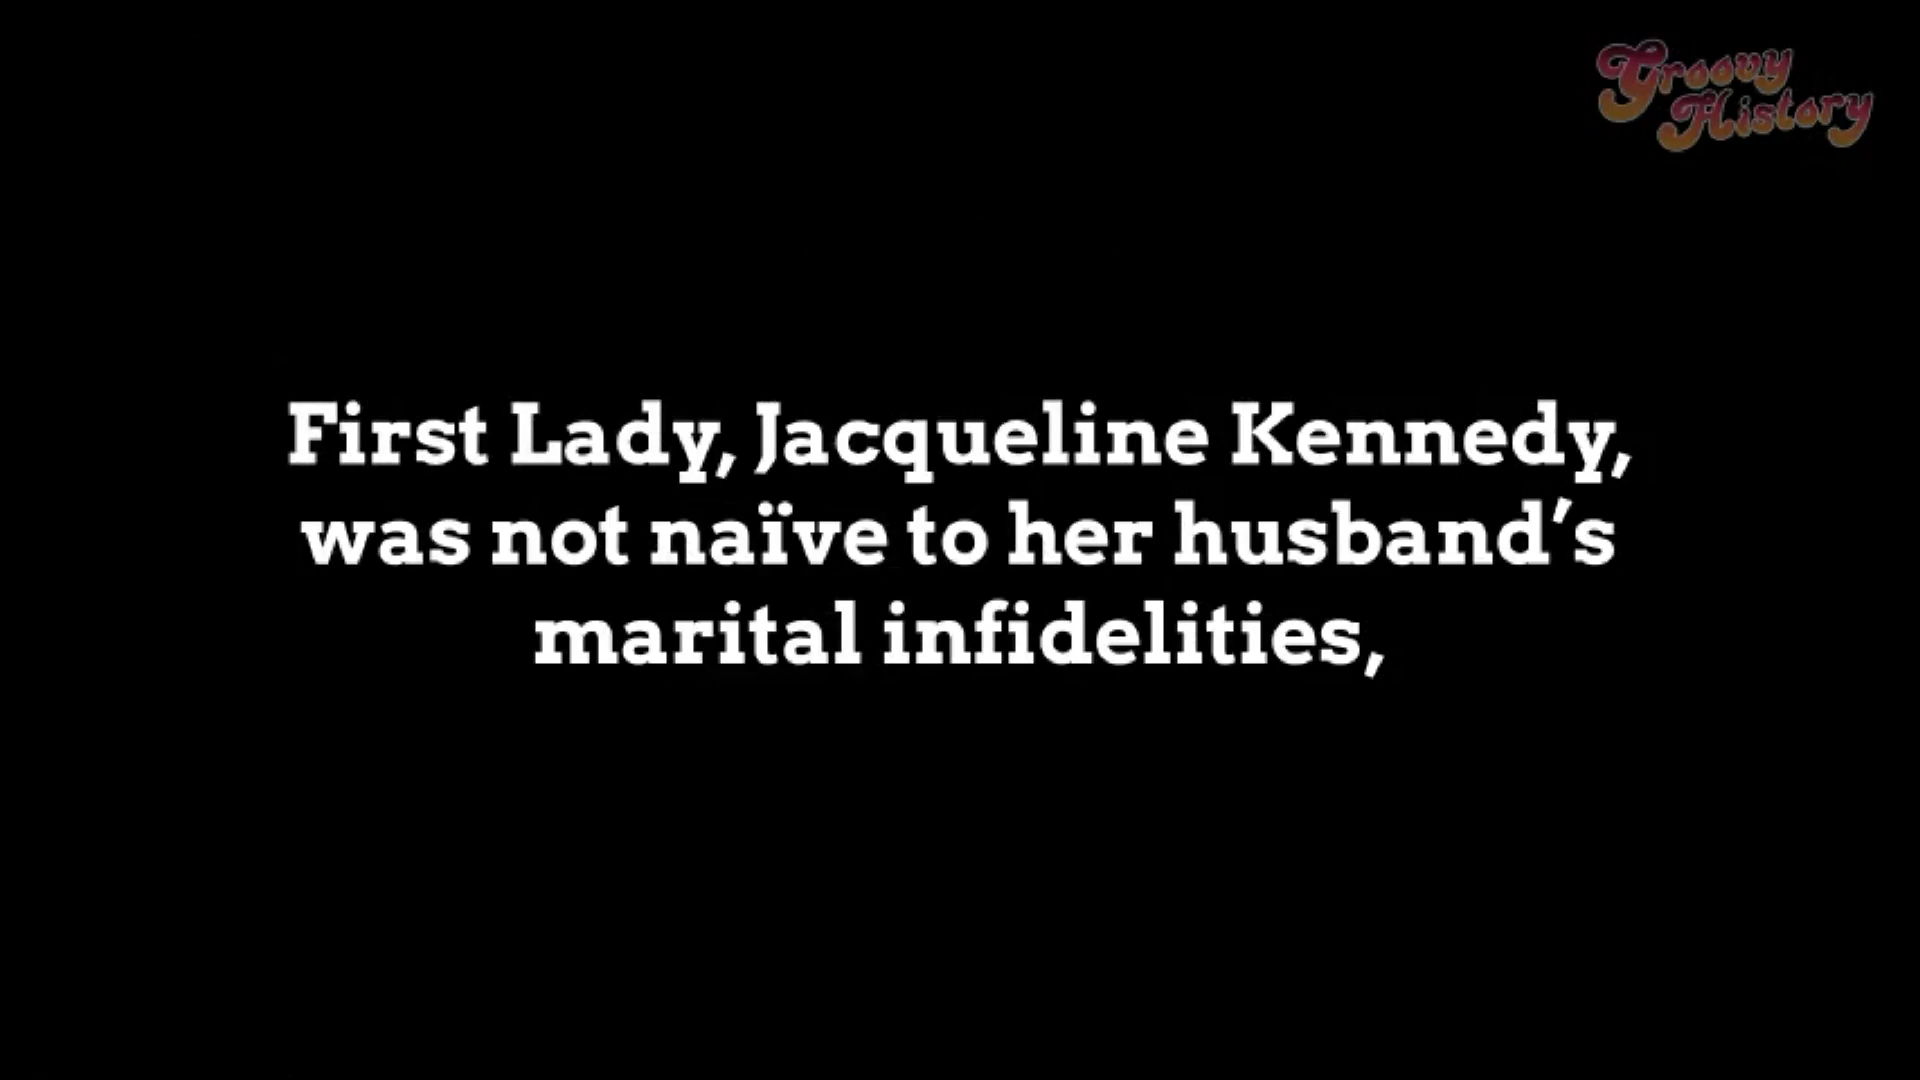 Groovy
History
First Lady, Jacqueline Kennedy,
was not naïve to her husband’s
marital infidelities,